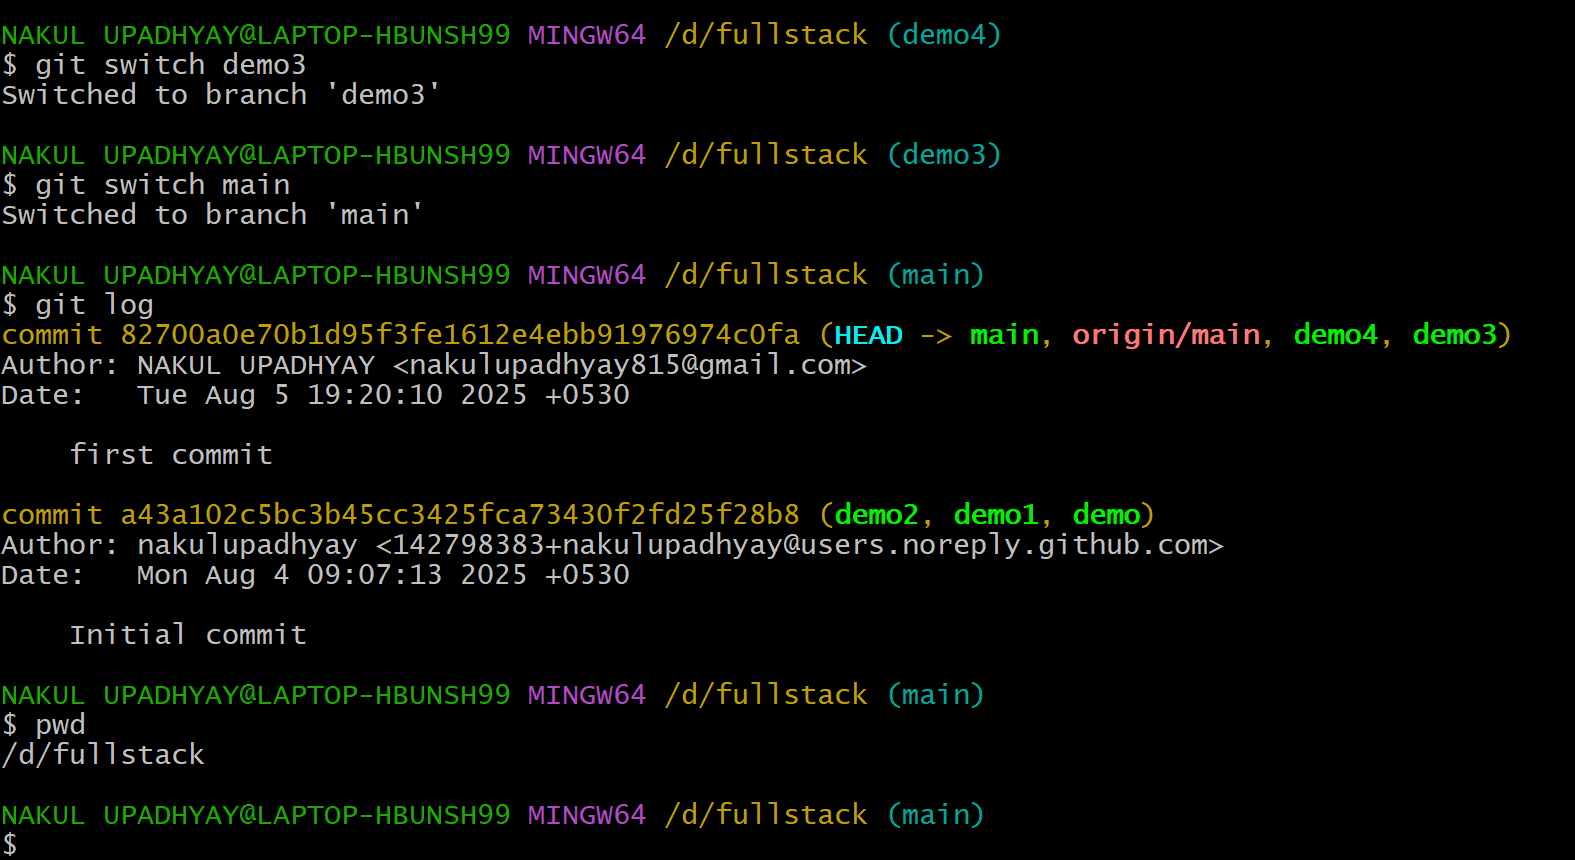 NAKUL UPADHYAY@LAPTOP-HBUNSH99 MINGW64 /d/fullstack (demo4)
$ git switch demo3
Switched to branch 'demo3'
NAKUL UPADHYAY@LAPTOP-HBUNSH99 MINGW64 /d/fullstack (demo3)
$ git switch main
Switched to branch 'main'
NAKUL UPADHYAY@LAPTOP-HBUNSH99 MINGW64 /d/fullstack (main)
$ git log
commit 82700a0e70b1d95f3fe1612e4ebb91976974c0fa (HEAD -> main, origin/main, demo4, demo3)
Author: NAKUL UPADHYAY <nakulupadhyay815@gmail.com>
Date:   Tue Aug 5 19:20:10 2025 +0530
    first commit
commit a43a102c5bc3b45cc3425fca73430f2fd25f28b8 (demo2, demo1, demo)
Author: nakulupadhyay <142798383+nakulupadhyay@users.noreply.github.com>
Date:   Mon Aug 4 09:07:13 2025 +0530
    Initial commit
NAKUL UPADHYAY@LAPTOP-HBUNSH99 MINGW64 /d/fullstack (main)
$ pwd
/d/fullstack
NAKUL UPADHYAY@LAPTOP-HBUNSH99 MINGW64 /d/fullstack (main)
$